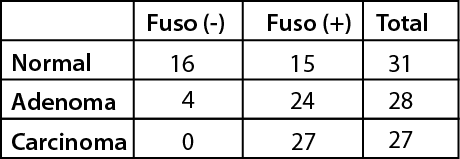 Fuso (-) Fuso (+) Total
Normal 16 15 31
Adenoma 4 24 28
Carcinoma 0 27 27